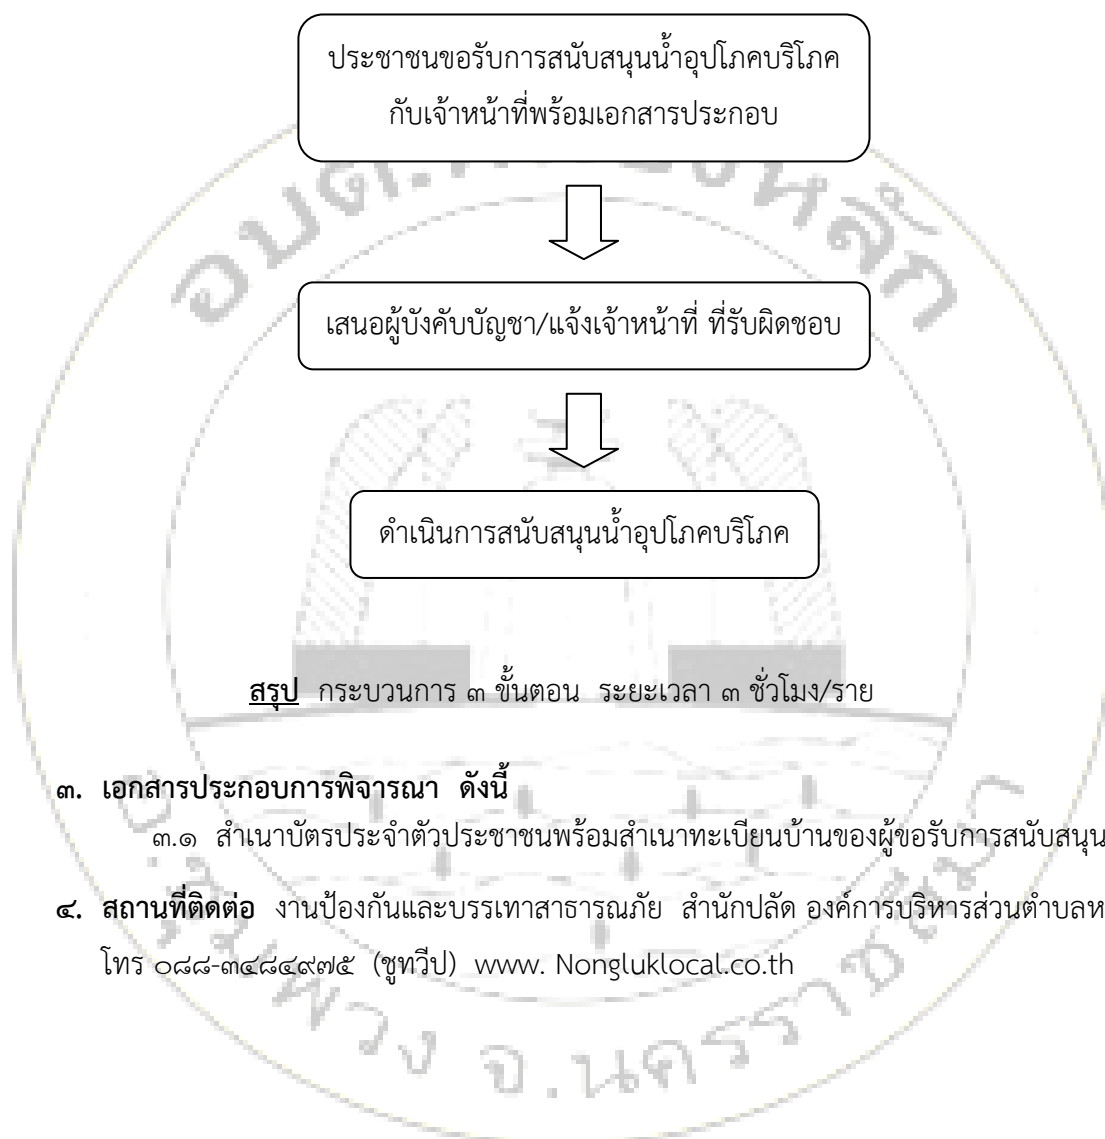 ประชาชนขอรับการสนับสนุนน้ำอุปโภคบริโภค
กับเจ้าหน้าที่พร้อมเอกสารประกอบ
เสนอผู้บังคับบัญชา/แจ้งเจ้าหน้าที่ ที่รับผิดชอบ
ดำเนินการสนับสนุนน้ำอุปโภคบริโภค
สรุป กระบวนการ ๓ ขั้นตอน ระยะเวลา ๓ ชั่วโมง/ราย
๓. เอกสารประกอบการพิจารณา ดังนี้
๓.๑ สำเนาบัตรประจำตัวประชาชนพร้อมสำเนาทะเบียนบ้านของผู้ขอรับการสนับสนุน
๔. สถานที่ติดต่อ งานป้องกันและบรรเทาสาธารณภัย สำนักปลัด องค์การบริหารส่วนตำบลห
โทร ๐๘๘-๓๔๘๔๙๗๕ (ชูทวีป) www. Nongluklocal.co.th
อ.ชุมพวง จ.นครราชสีมา